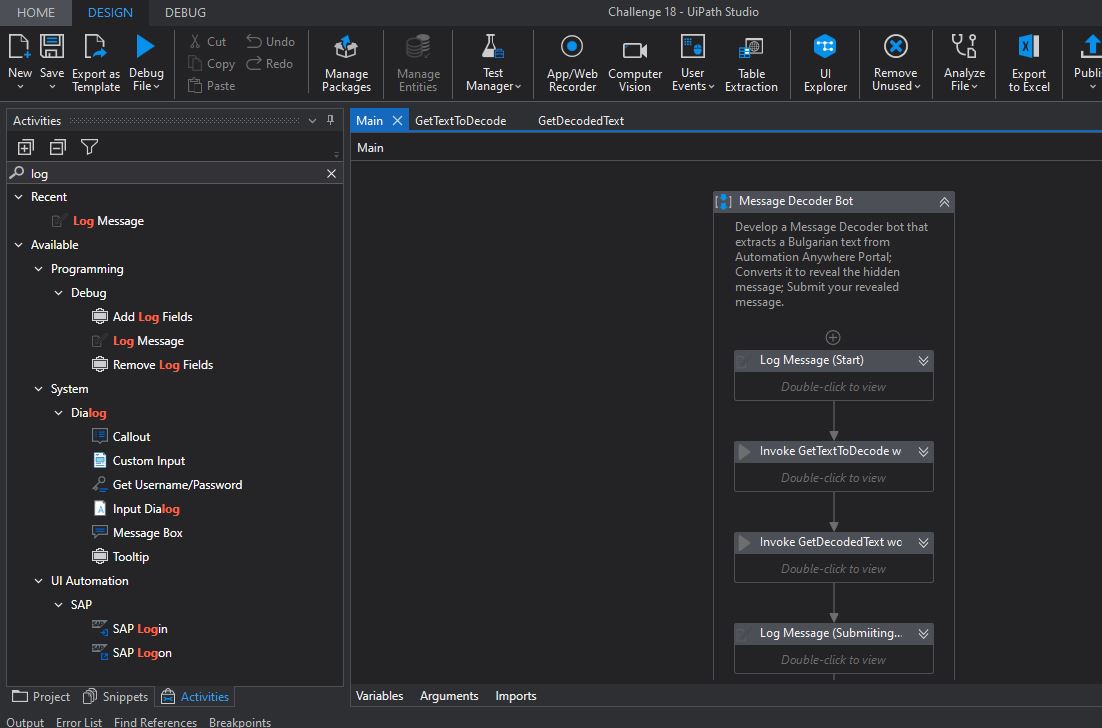 HOME DESIGN DEBUG Challenge 18 - UiPath Studio
New Save Export as Template Debug File
Cut Undo
Copy Redo
Paste
Manage Packages
Manage Entities
Test Manager
App/Web Recorder
Computer Vision
User Events
Table Extraction
UI Explorer
Remove Unused
Analyze File
Export to Excel
Activities
log
Recent
Log Message
Available
Programming
Debug
Add Log Fields
Log Message
Remove Log Fields
System
Dialog
Callout
Custom Input
Get Username/Password
Input Dialog
Message Box
Tooltip
UI Automation
SAP
SAP Login
SAP Logon
Project Snippets Activities
Output Error List Find References Breakpoints
Main GetTextToDecode GetDecodedText
Main
Message Decoder Bot
Develop a Message Decoder bot that
extracts a Bulgarian text from
Automation Anywhere Portal;
Converts it to reveal the hidden
message; Submit your revealed
message.
Log Message (Start)
Double-click to view
Invoke GetTextToDecode w
Double-click to view
Invoke GetDecodedText wo
Double-click to view
Log Message (Submiiting...
Double-click to view
Variables Arguments Imports